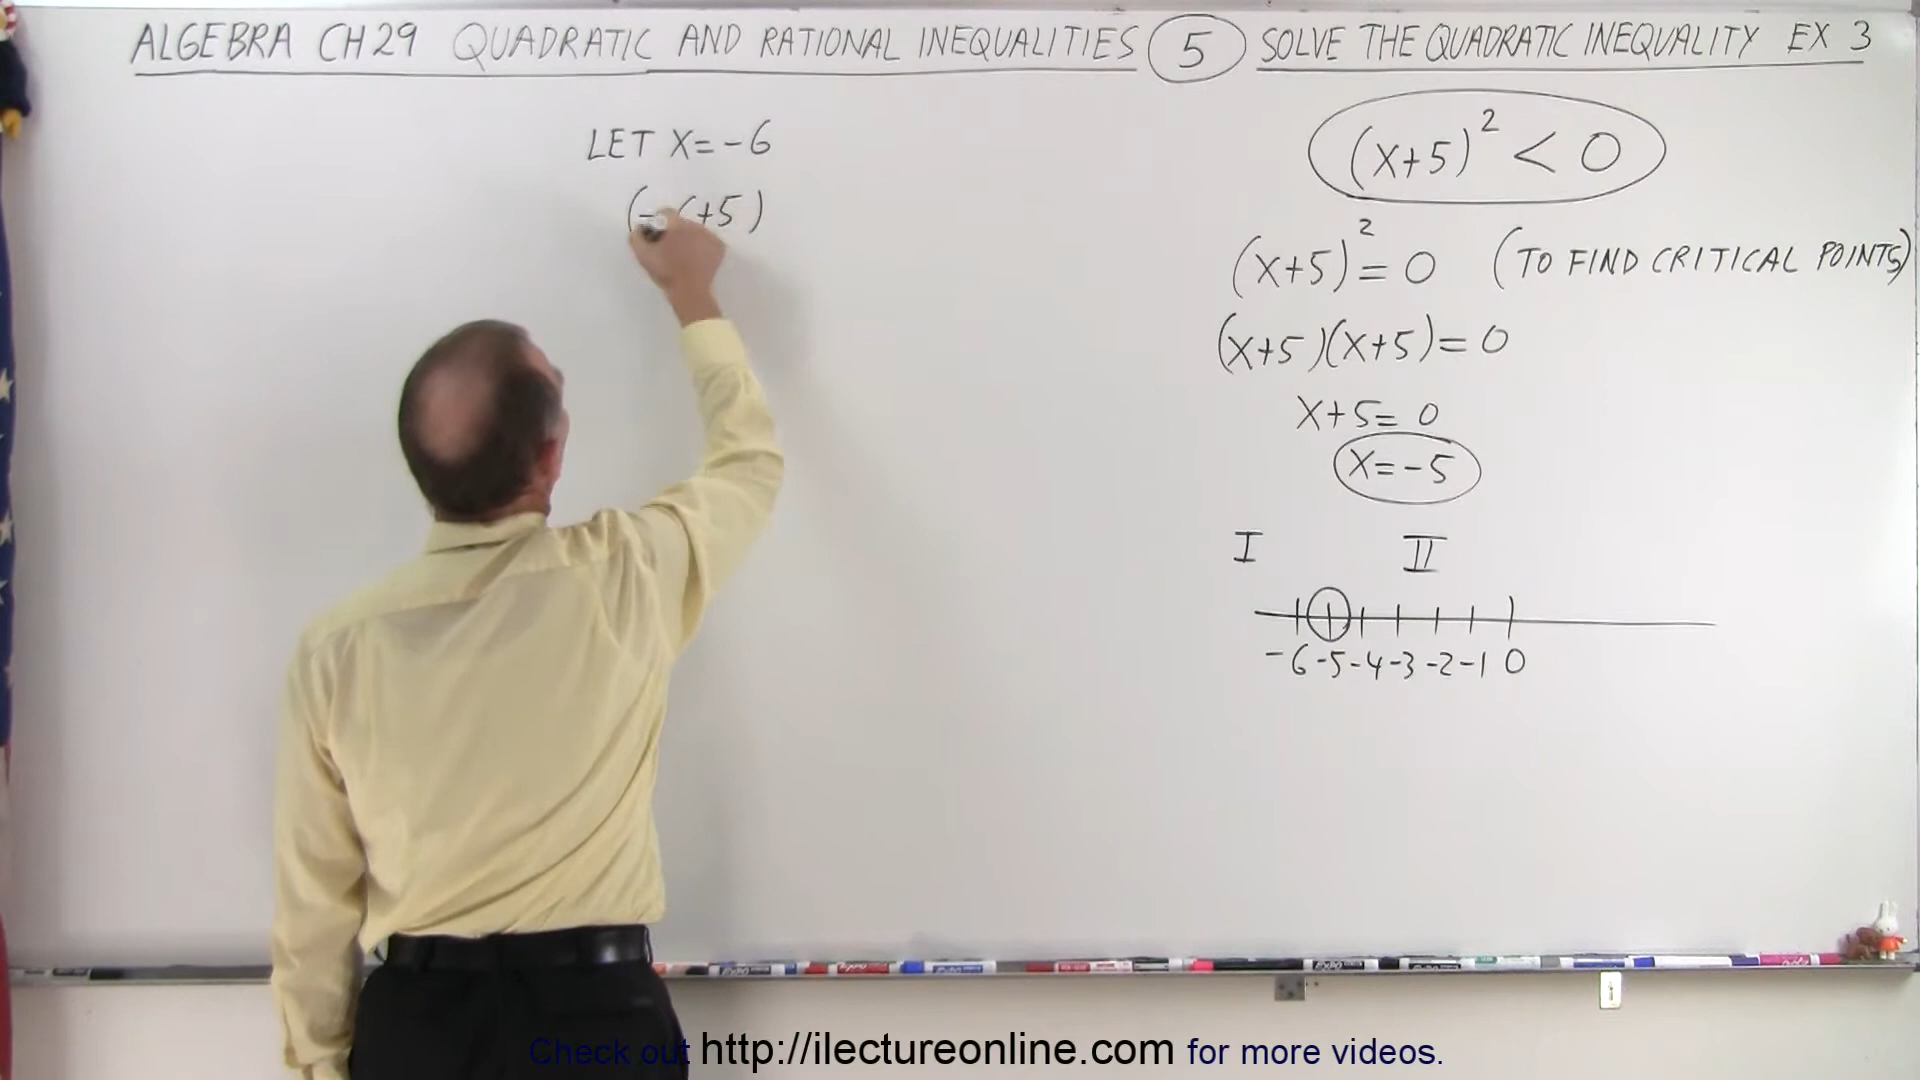 ALGEBRA CH 29 QUADRATIC AND RATIONAL INEQUALITIES 5 SOLVE THE QUADRATIC INEQUALITY EX 3
LET X=-6
+5)
(x+5)² < 0
(x+5)² = 0 (TO FIND CRITICAL POINTS)
(x+5)(x+5)=0
x+5=0
x=-5
I II
-6 -5 -4 -3 -2 -1 0
Check out http://ilectureonline.com for more videos.